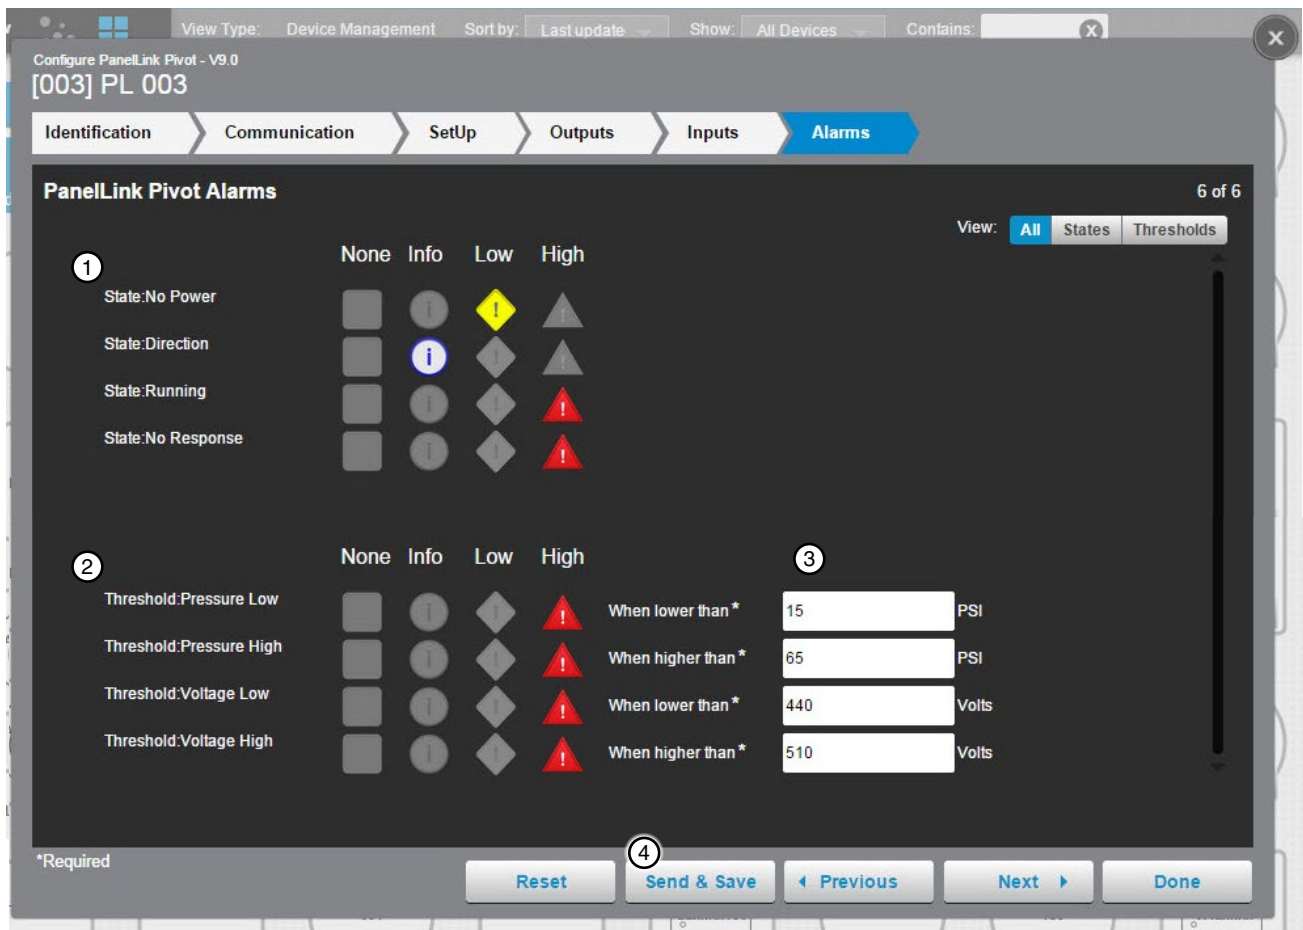 View Type: Device Management Sort by: Last update Show: All Devices Contains: X
Configure PanelLink Pivot - V9.0
[003] PL 003
Identification Communication SetUp Outputs Inputs Alarms
PanelLink Pivot Alarms 6 of 6
View: All States Thresholds
1 None Info Low High
State:No Power
State:Direction
State:Running
State:No Response
2 None Info Low High 3
Threshold:Pressure Low When lower than* 15 PSI
Threshold:Pressure High When higher than* 65 PSI
Threshold:Voltage Low When lower than* 440 Volts
Threshold:Voltage High When higher than* 510 Volts
*Required
4
Reset Send & Save Previous Next Done